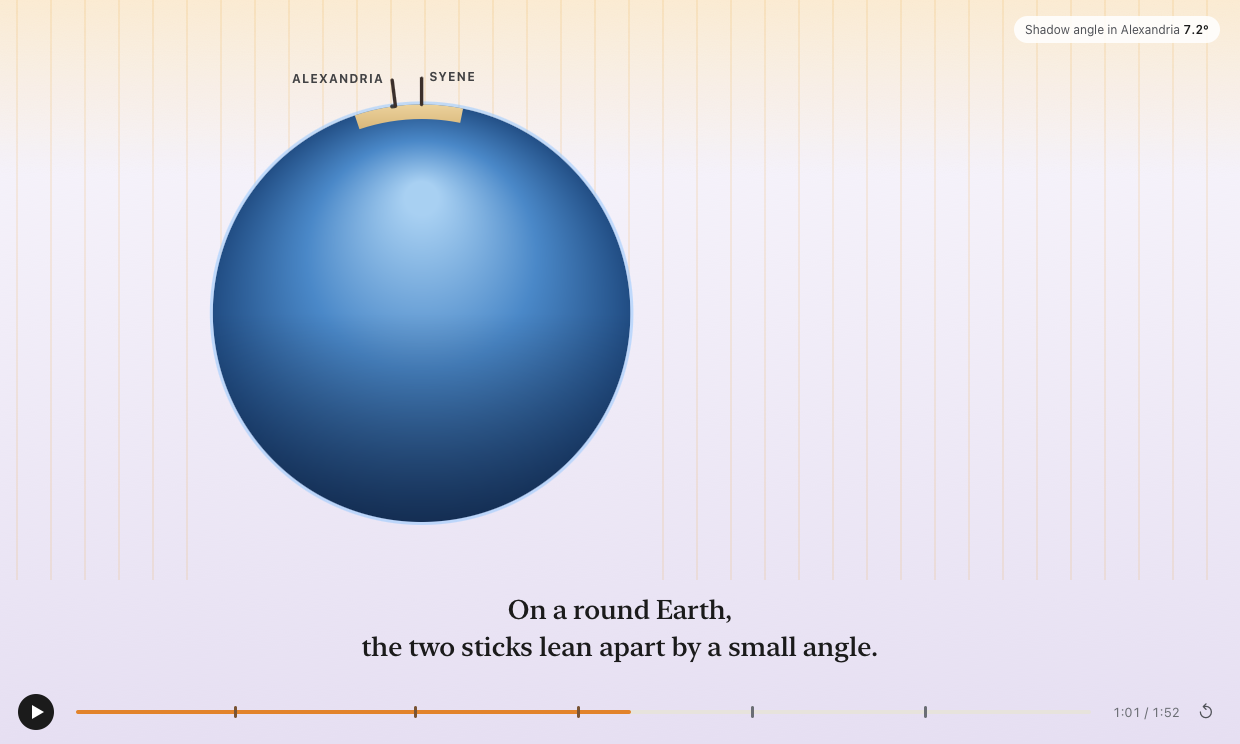 Shadow angle in Alexandria 7.2°
ALEXANDRIA
SYENE
On a round Earth,
the two sticks lean apart by a small angle.
1:01 / 1:52